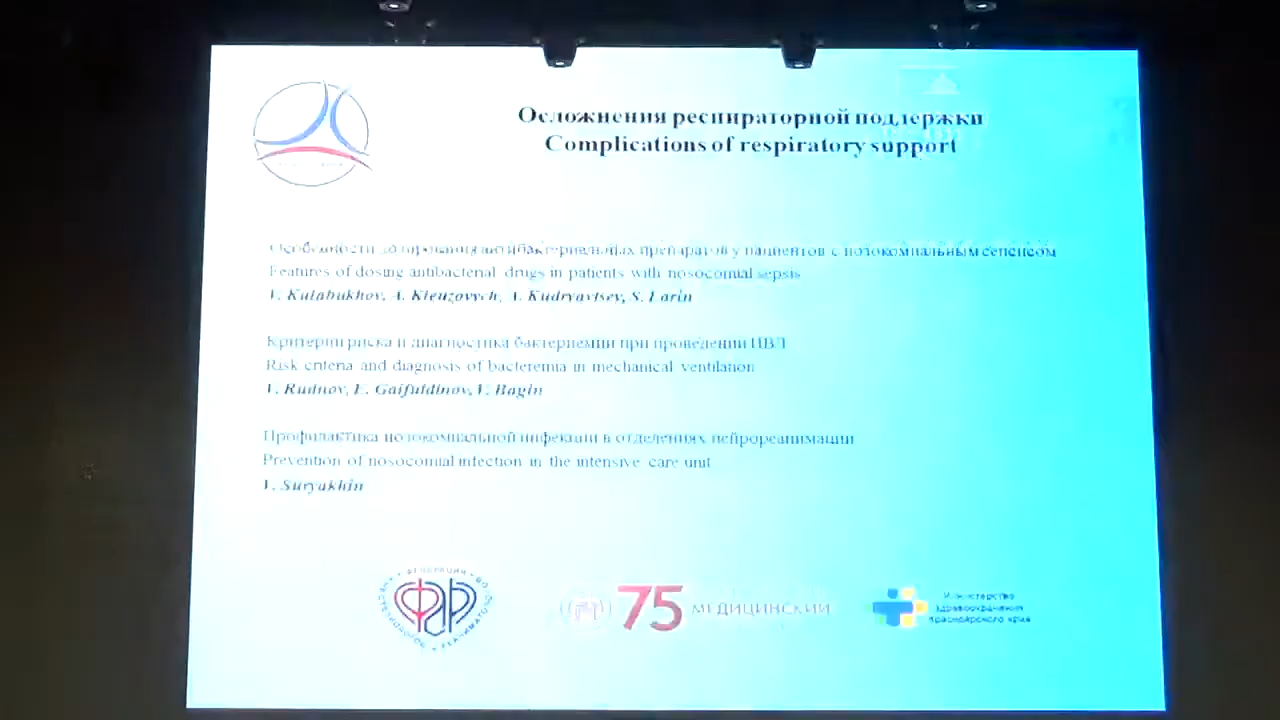 Осложнения респираторной поддержки
Complications of respiratory support
Особенности дозирования антибактериальных препаратов у пациентов с нозокомиальным сепсисом
Features of dosing antibacterial drugs in patients with nosocomial sepsis
V. Kulabukhov, A. Kleuzovych, A. Kudryavtsev, S. Larin
Критерии риска и диагностика бактериемии при проведении ИВЛ
Risk criteria and diagnosis of bacteremia in mechanical ventilation
V. Rudnov, E. Gaifutdinov, V. Bagin
Профилактика нозокомиальной инфекции в отделениях нейрореанимации
Prevention of nosocomial infection in the intensive care unit
V. Suryakhin
ФАР
75 МЕДИЦИНСКИЙ
Министерство
здравоохранения
Красноярского края